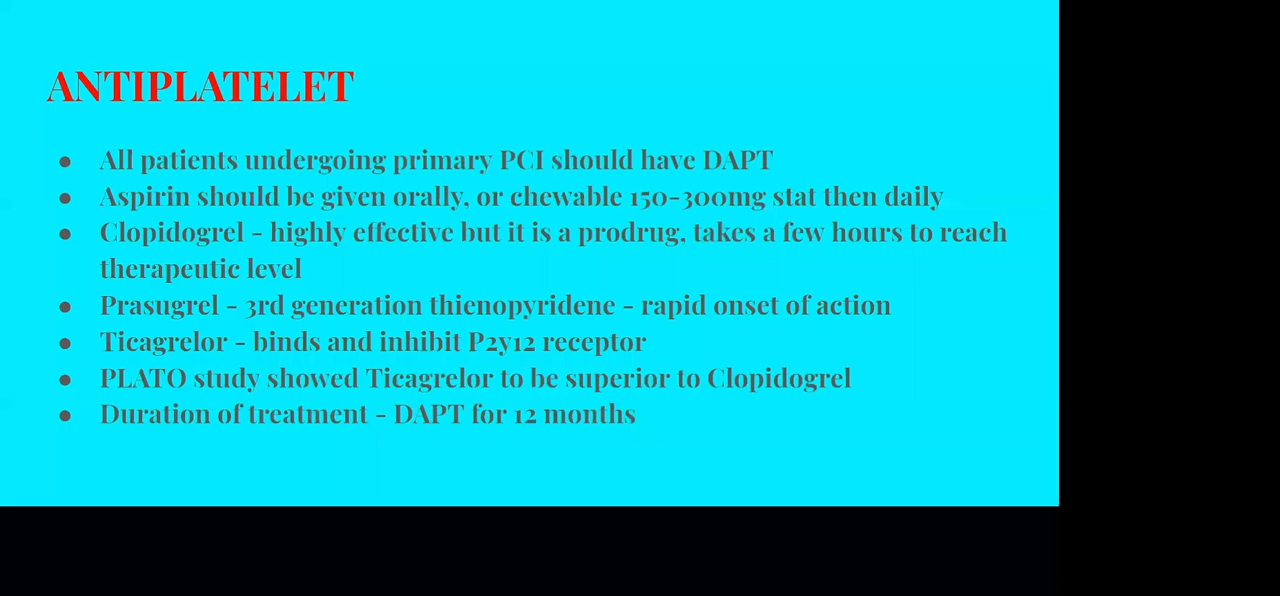 ANTIPLATELET
● All patients undergoing primary PCI should have DAPT
● Aspirin should be given orally, or chewable 150-300mg stat then daily
● Clopidogrel - highly effective but it is a prodrug, takes a few hours to reach
therapeutic level
● Prasugrel - 3rd generation thienopyridene - rapid onset of action
● Ticagrelor - binds and inhibit P2y12 receptor
● PLATO study showed Ticagrelor to be superior to Clopidogrel
● Duration of treatment - DAPT for 12 months